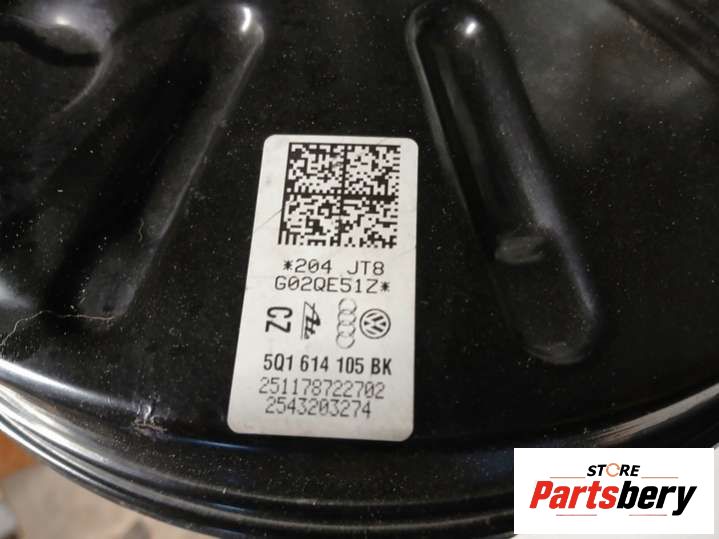 *204 JT8
G02QE51Z*
CZ
5Q1 614 105 BK
251178722702
2543203274
STORE
Partsbery